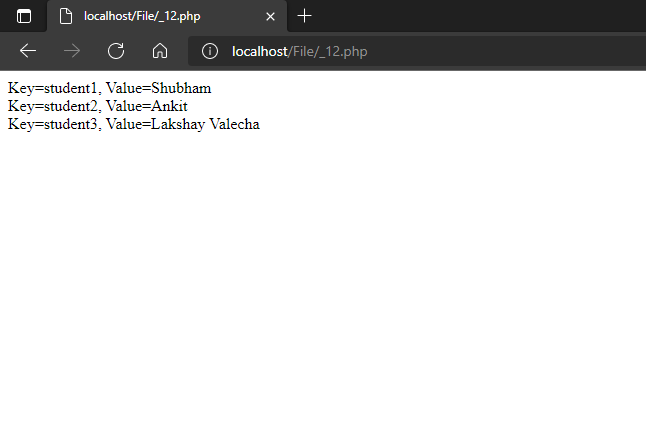 localhost/File/_12.php
localhost/File/_12.php
Key=student1, Value=Shubham
Key=student2, Value=Ankit
Key=student3, Value=Lakshay Valecha